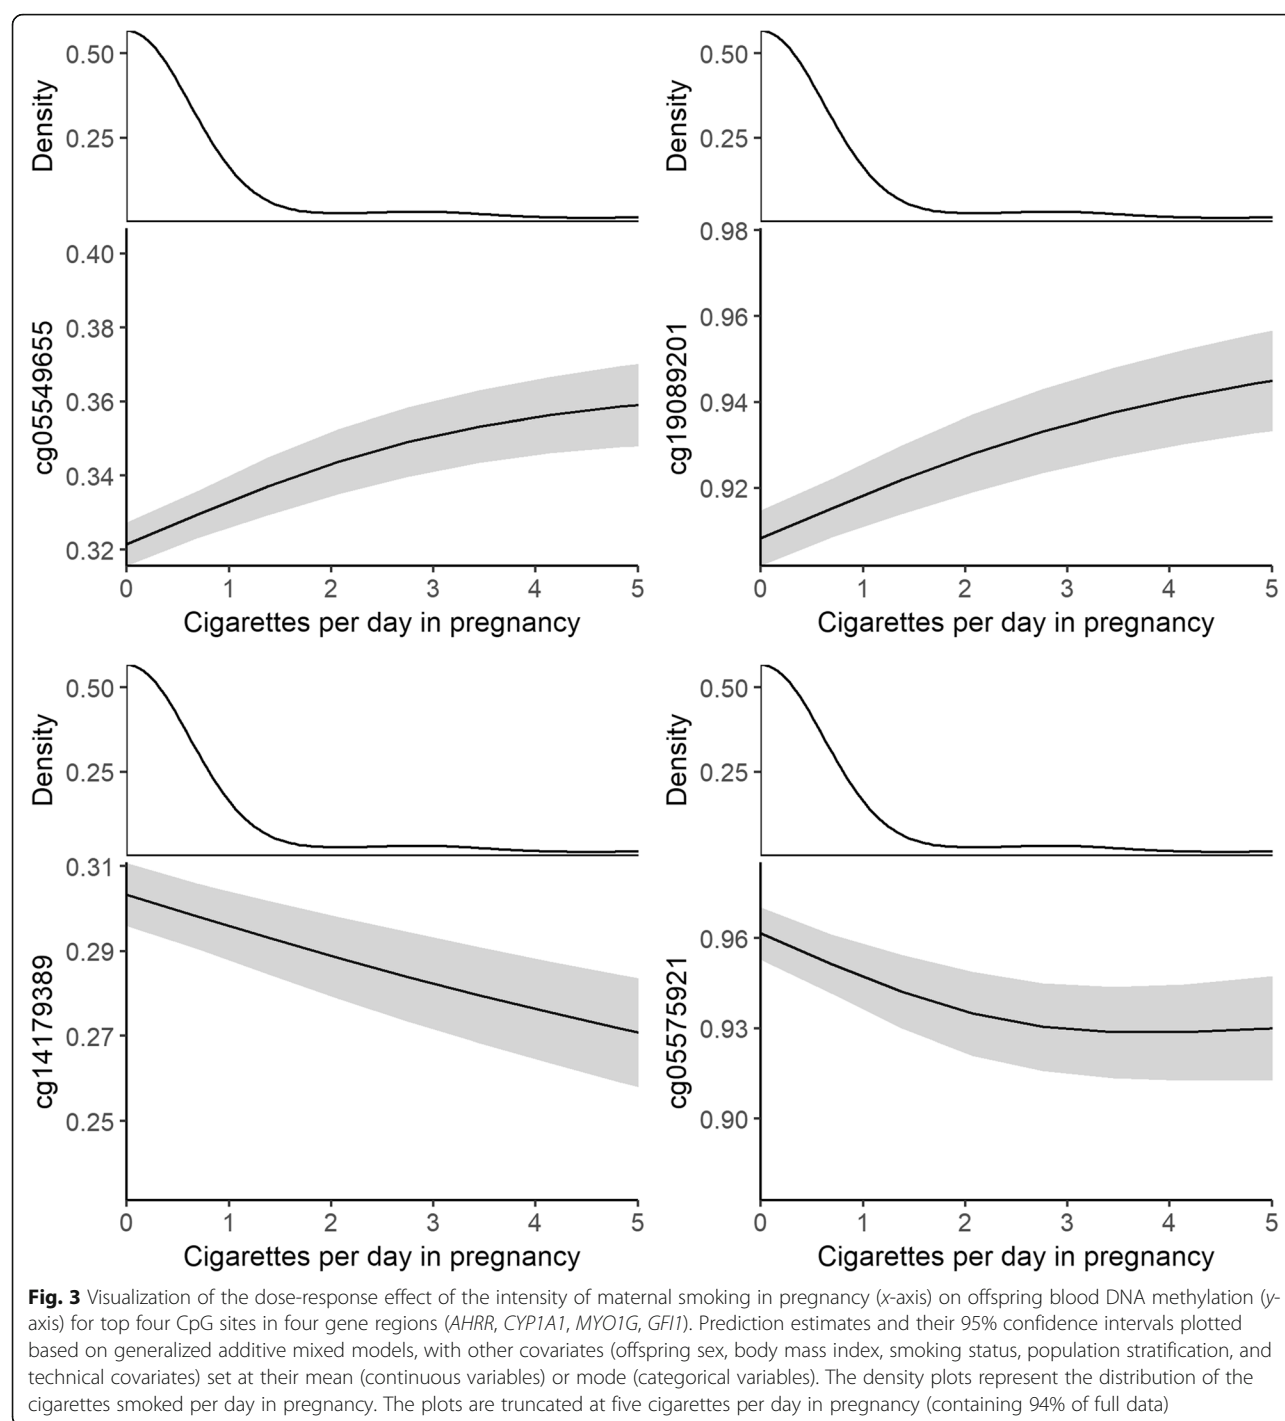 Density
0.50
0.25
Density
0.50
0.25
cg05549655
0.40
0.38
0.36
0.34
0.32
0 1 2 3 4 5
Cigarettes per day in pregnancy
cg19089201
0.98
0.96
0.94
0.92
0 1 2 3 4 5
Cigarettes per day in pregnancy
Density
0.50
0.25
Density
0.50
0.25
cg14179389
0.31
0.29
0.27
0.25
0 1 2 3 4 5
Cigarettes per day in pregnancy
cg05575921
0.96
0.93
0.90
0 1 2 3 4 5
Cigarettes per day in pregnancy
Fig. 3 Visualization of the dose-response effect of the intensity of maternal smoking in pregnancy (x-axis) on offspring blood DNA methylation (y-
axis) for top four CpG sites in four gene regions (AHRR, CYP1A1, MYO1G, GFI1). Prediction estimates and their 95% confidence intervals plotted
based on generalized additive mixed models, with other covariates (offspring sex, body mass index, smoking status, population stratification, and
technical covariates) set at their mean (continuous variables) or mode (categorical variables). The density plots represent the distribution of the
cigarettes smoked per day in pregnancy. The plots are truncated at five cigarettes per day in pregnancy (containing 94% of full data)